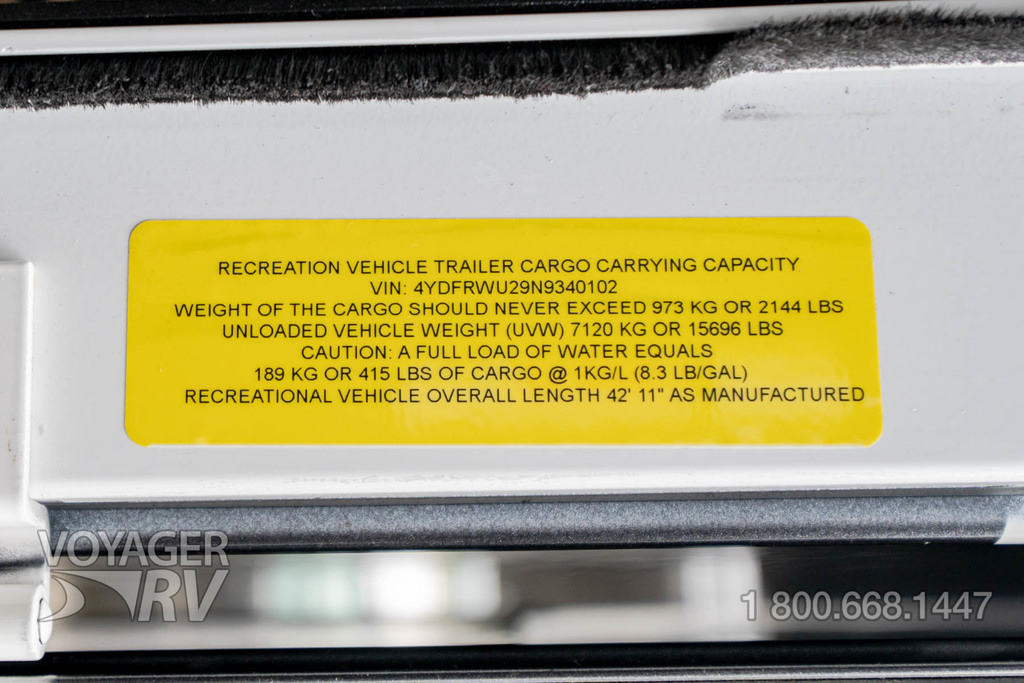 RECREATION VEHICLE TRAILER CARGO CARRYING CAPACITY
VIN: 4YDFRWU29N9340102
WEIGHT OF THE CARGO SHOULD NEVER EXCEED 973 KG OR 2144 LBS
UNLOADED VEHICLE WEIGHT (UVW) 7120 KG OR 15696 LBS
CAUTION: A FULL LOAD OF WATER EQUALS
189 KG OR 415 LBS OF CARGO @ 1KG/L (8.3 LB/GAL)
RECREATIONAL VEHICLE OVERALL LENGTH 42' 11" AS MANUFACTURED
VOYAGER
RV
1 800.668.1447